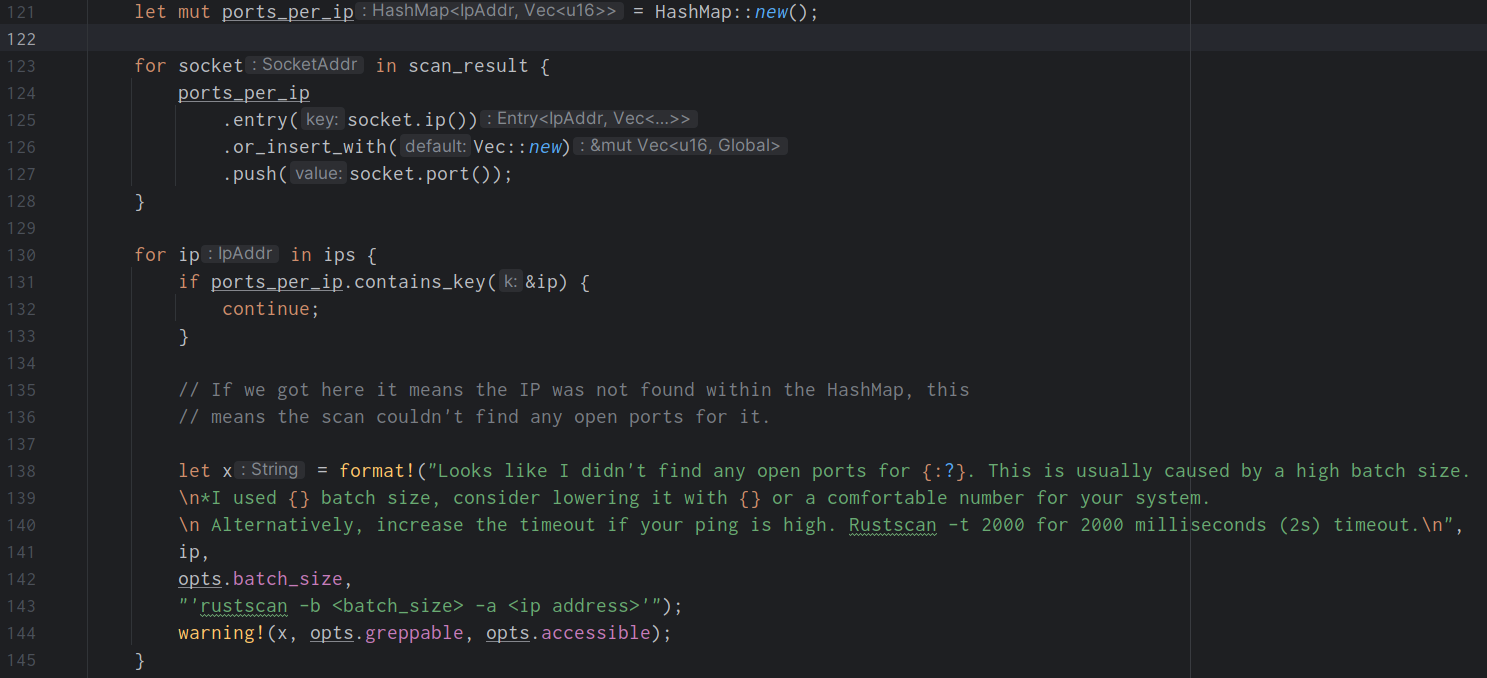 121 let mut ports_per_ip : HashMap<IpAddr, Vec<u16>> = HashMap::new();
122
123 for socket : SocketAddr in scan_result {
124 ports_per_ip
125 .entry( key: socket.ip()) : Entry<IpAddr, Vec<...>>
126 .or_insert_with( default: Vec::new) : &mut Vec<u16, Global>
127 .push( value: socket.port());
128 }
129
130 for ip : IpAddr in ips {
131 if ports_per_ip.contains_key( k: &ip) {
132 continue;
133 }
134
135 // If we got here it means the IP was not found within the HashMap, this
136 // means the scan couldn't find any open ports for it.
137
138 let x : String = format!("Looks like I didn't find any open ports for {:?}. This is usually caused by a high batch size.
139 \n*I used {} batch size, consider lowering it with {} or a comfortable number for your system.
140 \n Alternatively, increase the timeout if your ping is high. Rustscan -t 2000 for 2000 milliseconds (2s) timeout.\n",
141 ip,
142 opts.batch_size,
143 "'rustscan -b <batch_size> -a <ip address>'");
144 warning!(x, opts.greppable, opts.accessible);
145 }